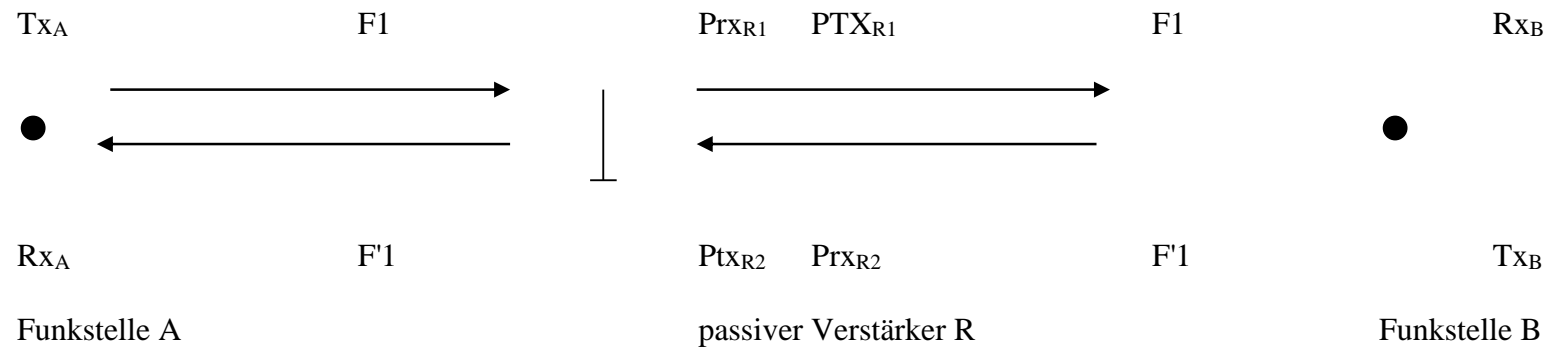 TxA F1 PrxR1 PTXR1 F1 RxB
RxA F'1 PtxR2 PrxR2 F'1 TxB
Funkstelle A passiver Verstärker R Funkstelle B